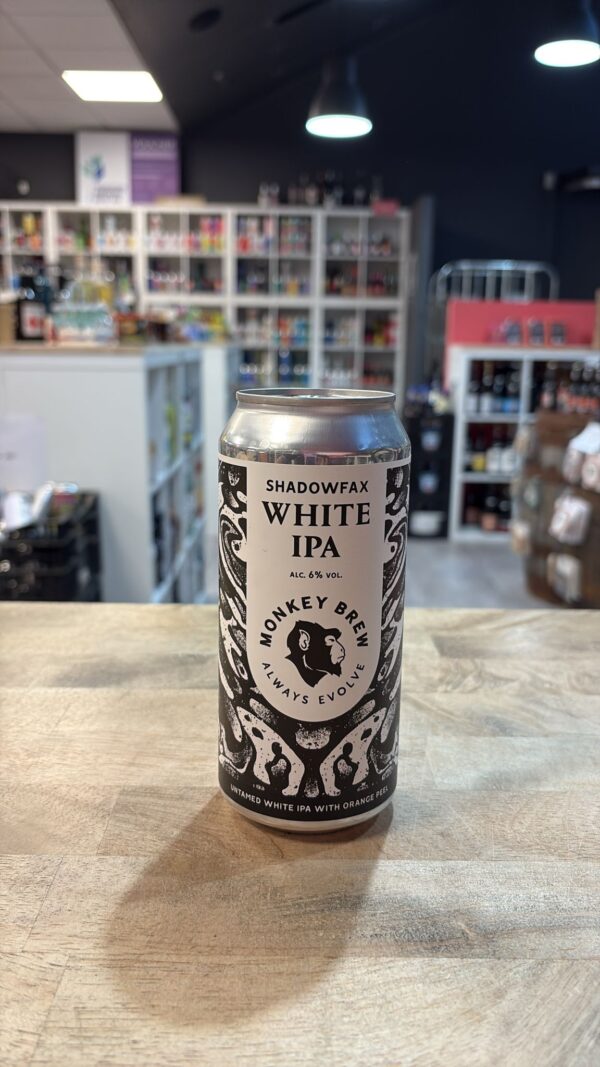 SHADOWFAX
WHITE
IPA
ALC. 6% VOL.
MONKEY BREW
ALWAYS EVOLVE
UNTAMED WHITE IPA WITH ORANGE PEEL